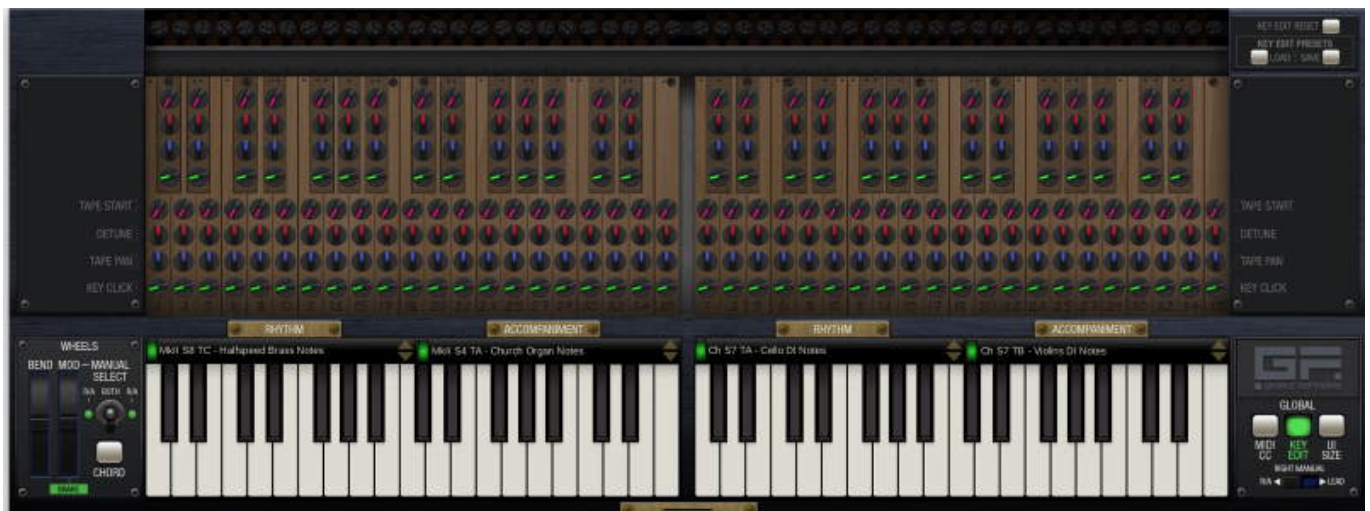 KEY EDIT RESET
KEY EDIT PRESETS
LOAD : SAVE
TAPE START
DETUNE
TAPE PAN
KEY CLICK
TAPE START
DETUNE
TAPE PAN
KEY CLICK
RHYTHM
ACCOMPANIMENT
RHYTHM
ACCOMPANIMENT
MkII S8 TC - Halfspeed Brass Notes
MkII S4 TA - Church Organ Notes
Ch S7 TA - Cello DI Notes
Ch S7 TB - Violins DI Notes
WHEELS
BEND MOD – MANUAL
SELECT
R/A BOTH R/A
CHORD
BRAKE
GF.
GLOBAL
MIDI CC
KEY EDIT
UI SIZE
RIGHT MANUAL
R/A
LEAD